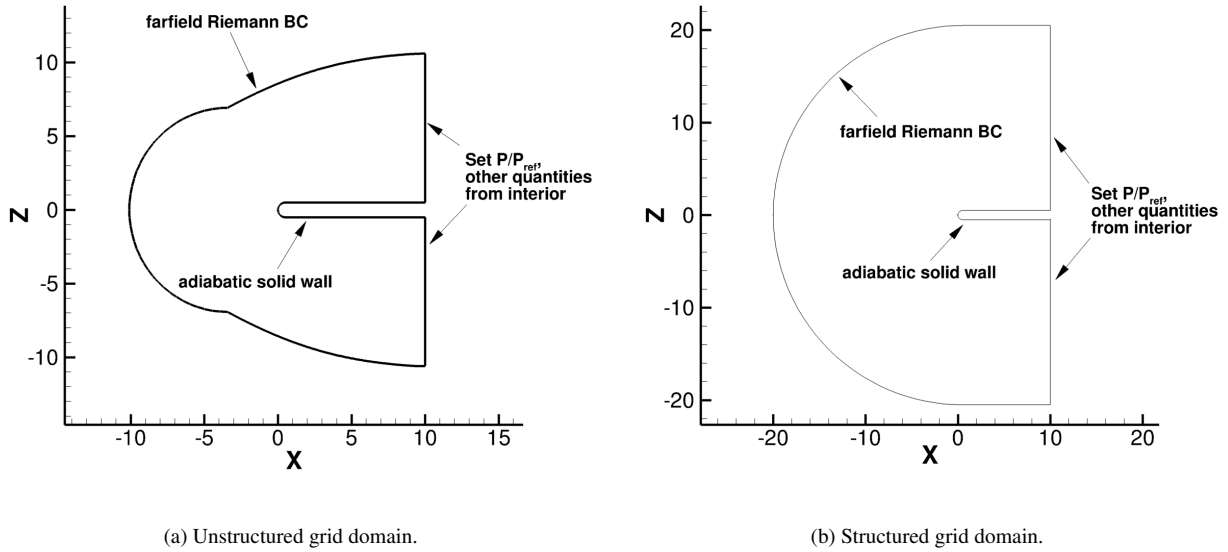 farfield Riemann BC
10
5
0
-5
-10
Z
Set P/Pref,
other quantities
from interior
adiabatic solid wall
-10 -5 0 5 10 15
X
(a) Unstructured grid domain.
20
10
0
-10
-20
Z
farfield Riemann BC
Set P/Pref,
other quantities
from interior
adiabatic solid wall
-20 -10 0 10 20
X
(b) Structured grid domain.